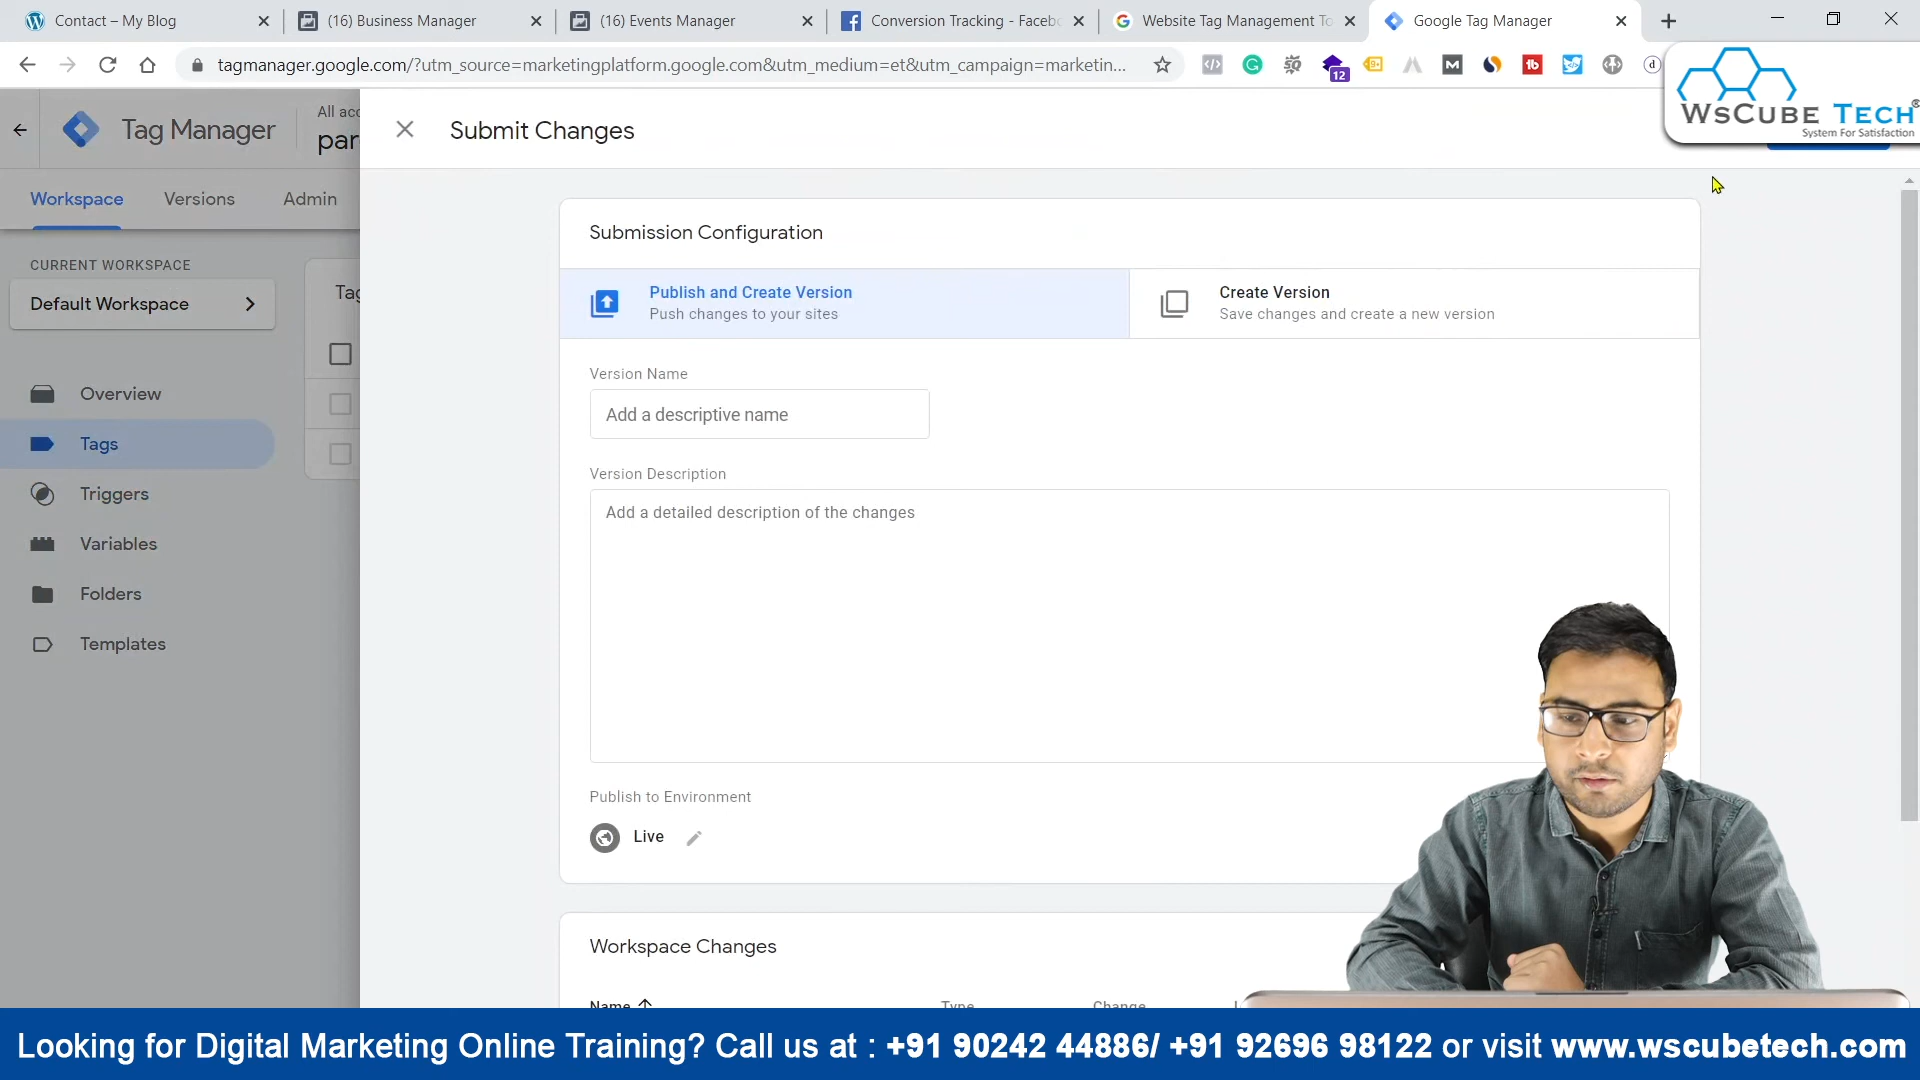 Contact – My Blog
(16) Business Manager
(16) Events Manager
Conversion Tracking - Facebo
Website Tag Management To
Google Tag Manager
tagmanager.google.com/?utm_source=marketingplatform.google.com&utm_medium=et&utm_campaign=marketin...
12
WsCube Tech®
System For Satisfaction
Tag Manager
All acc
par
Submit Changes
Workspace
Versions
Admin
CURRENT WORKSPACE
Default Workspace
Tag
Overview
Tags
Triggers
Variables
Folders
Templates
Submission Configuration
Publish and Create Version
Push changes to your sites
Create Version
Save changes and create a new version
Version Name
Add a descriptive name
Version Description
Add a detailed description of the changes
Publish to Environment
Live
Workspace Changes
Name
Type
Change
Looking for Digital Marketing Online Training? Call us at : +91 90242 44886/ +91 92696 98122 or visit www.wscubetech.com